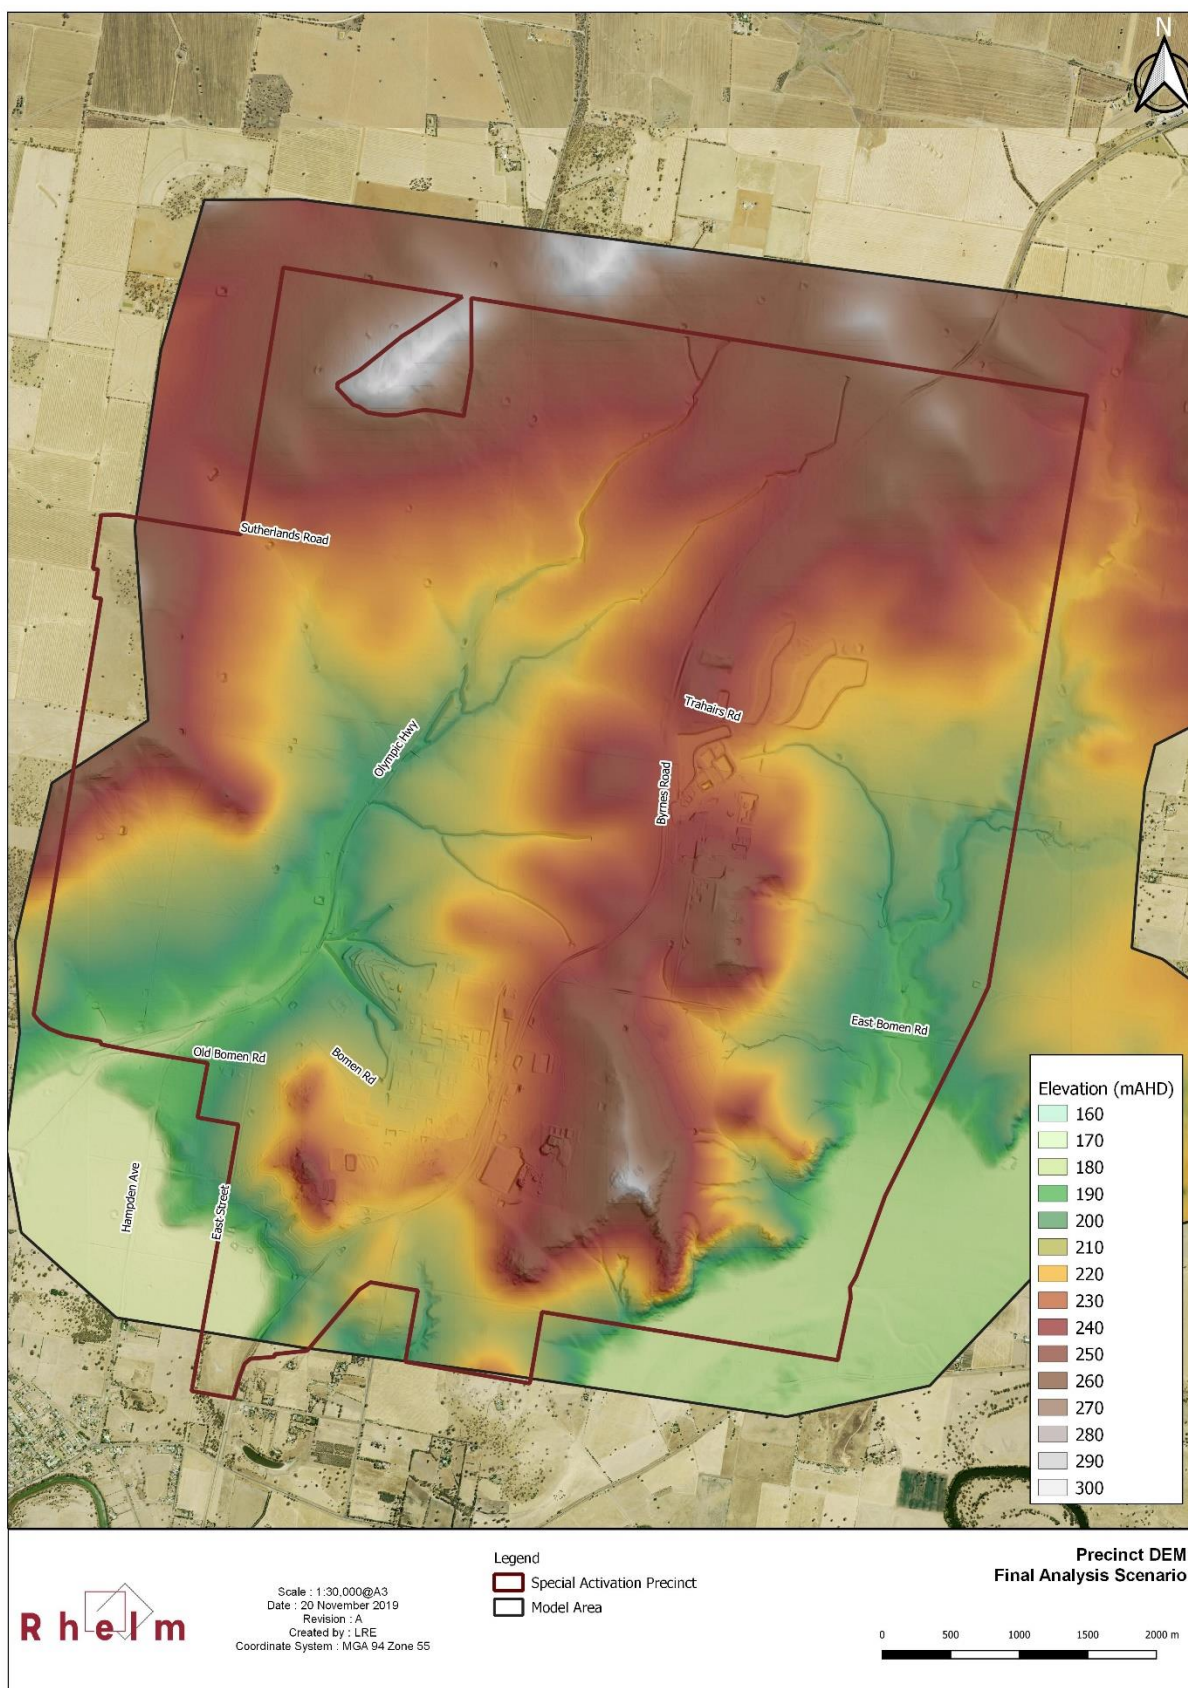 N
Sutherlands Road
Olympic Hwy
Trahairs Rd
Byrnes Road
East Bomen Rd
Old Bomen Rd
Bomen Rd
Hampden Ave
East Street
Elevation (mAHD)
160
170
180
190
200
210
220
230
240
250
260
270
280
290
300
Rhelm
Scale : 1:30,000@A3
Date : 20 November 2019
Revision : A
Created by : LRE
Coordinate System : MGA 94 Zone 55
Legend
Special Activation Precinct
Model Area
Precinct DEM
Final Analysis Scenario
0 500 1000 1500 2000 m